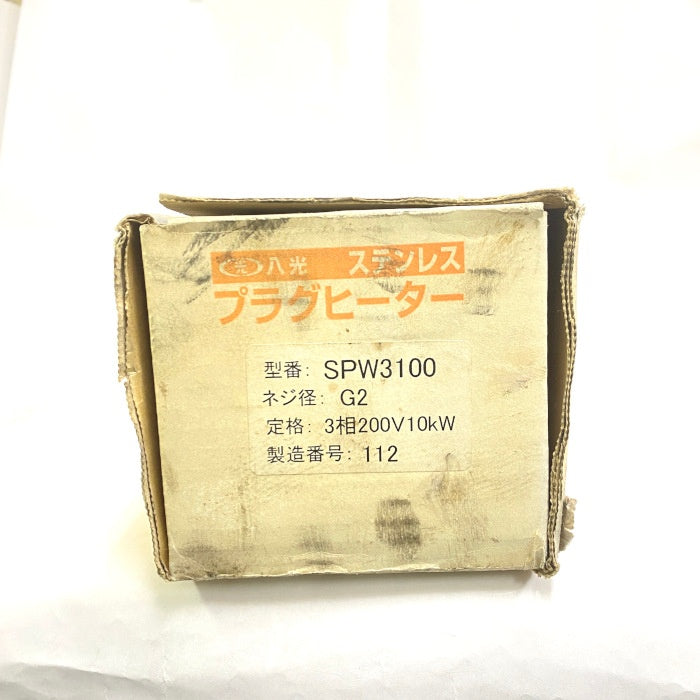 八光 ステンレス
プラグヒーター
型番: SPW3100
ネジ径: G2
定格: 3相200V10kW
製造番号: 112